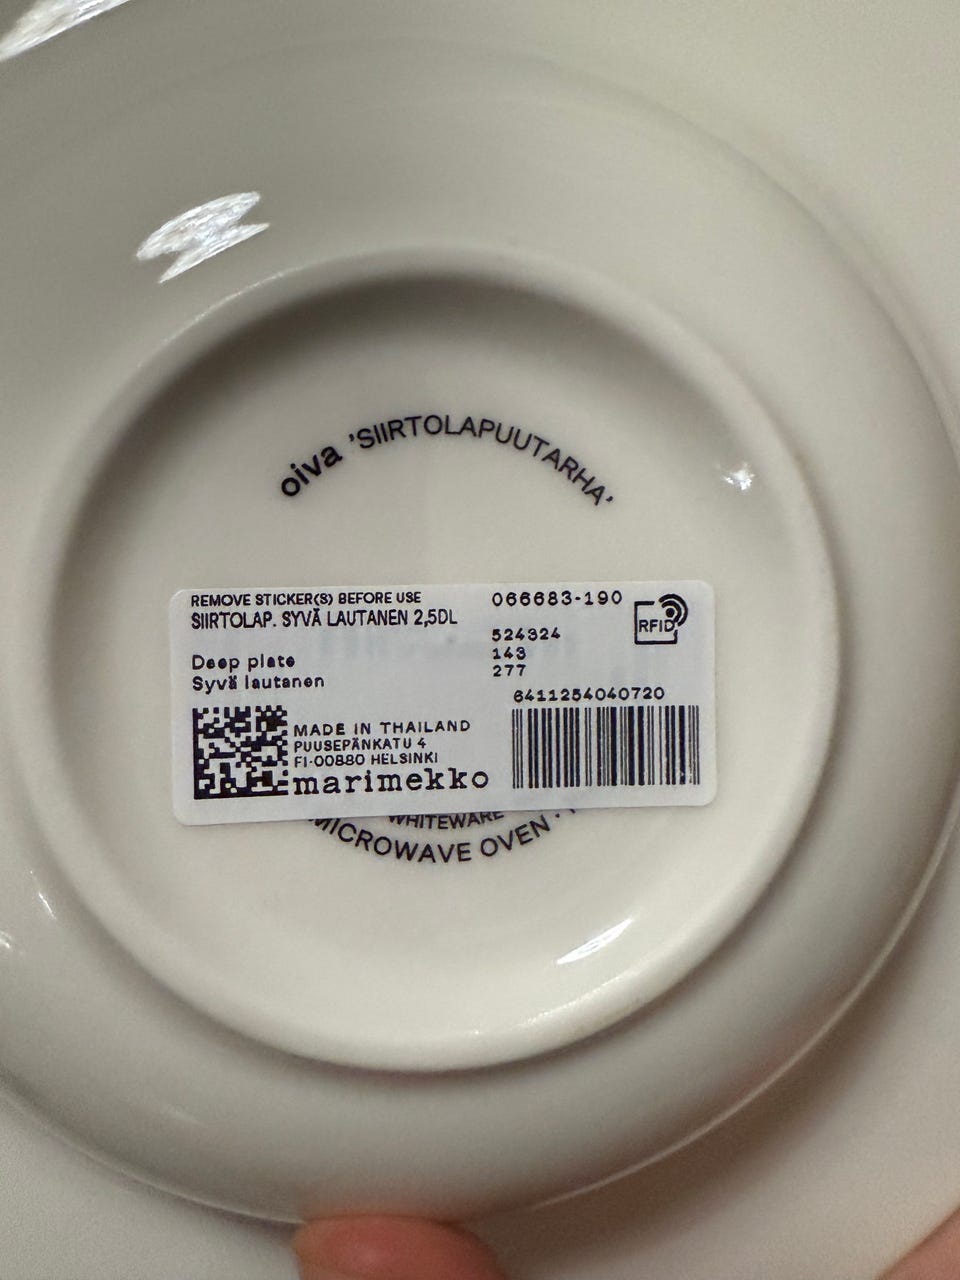 oiva 'SIIRTOLAPUUTARHA'
REMOVE STICKER(S) BEFORE USE
SIIRTOLAP. SYVÄ LAUTANEN 2,5DL
Deep plate
Syvä lautanen
066683-190
RFID
524324
143
277
6411254040720
MADE IN THAILAND
PUUSEPÄNKATU 4
FI-00880 HELSINKI
marimekko
WHITEWARE
MICROWAVE OVEN ·